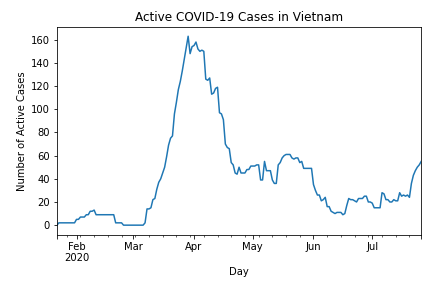 Active COVID-19 Cases in Vietnam
Number of Active Cases
160
140
120
100
80
60
40
20
0
Feb Mar Apr May Jun Jul
2020
Day